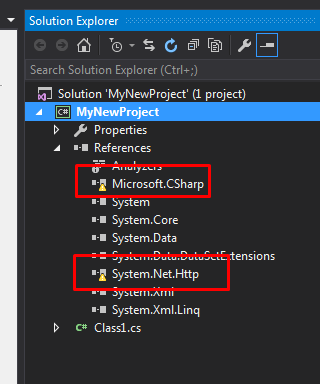 Solution Explorer
Search Solution Explorer (Ctrl+;)
Solution 'MyNewProject' (1 project)
C# MyNewProject
Properties
References
Analyzers
Microsoft.CSharp
System
System.Core
System.Data
System.Data.DataSetExtensions
System.Net.Http
System.Xml
System.Xml.Linq
C# Class1.cs